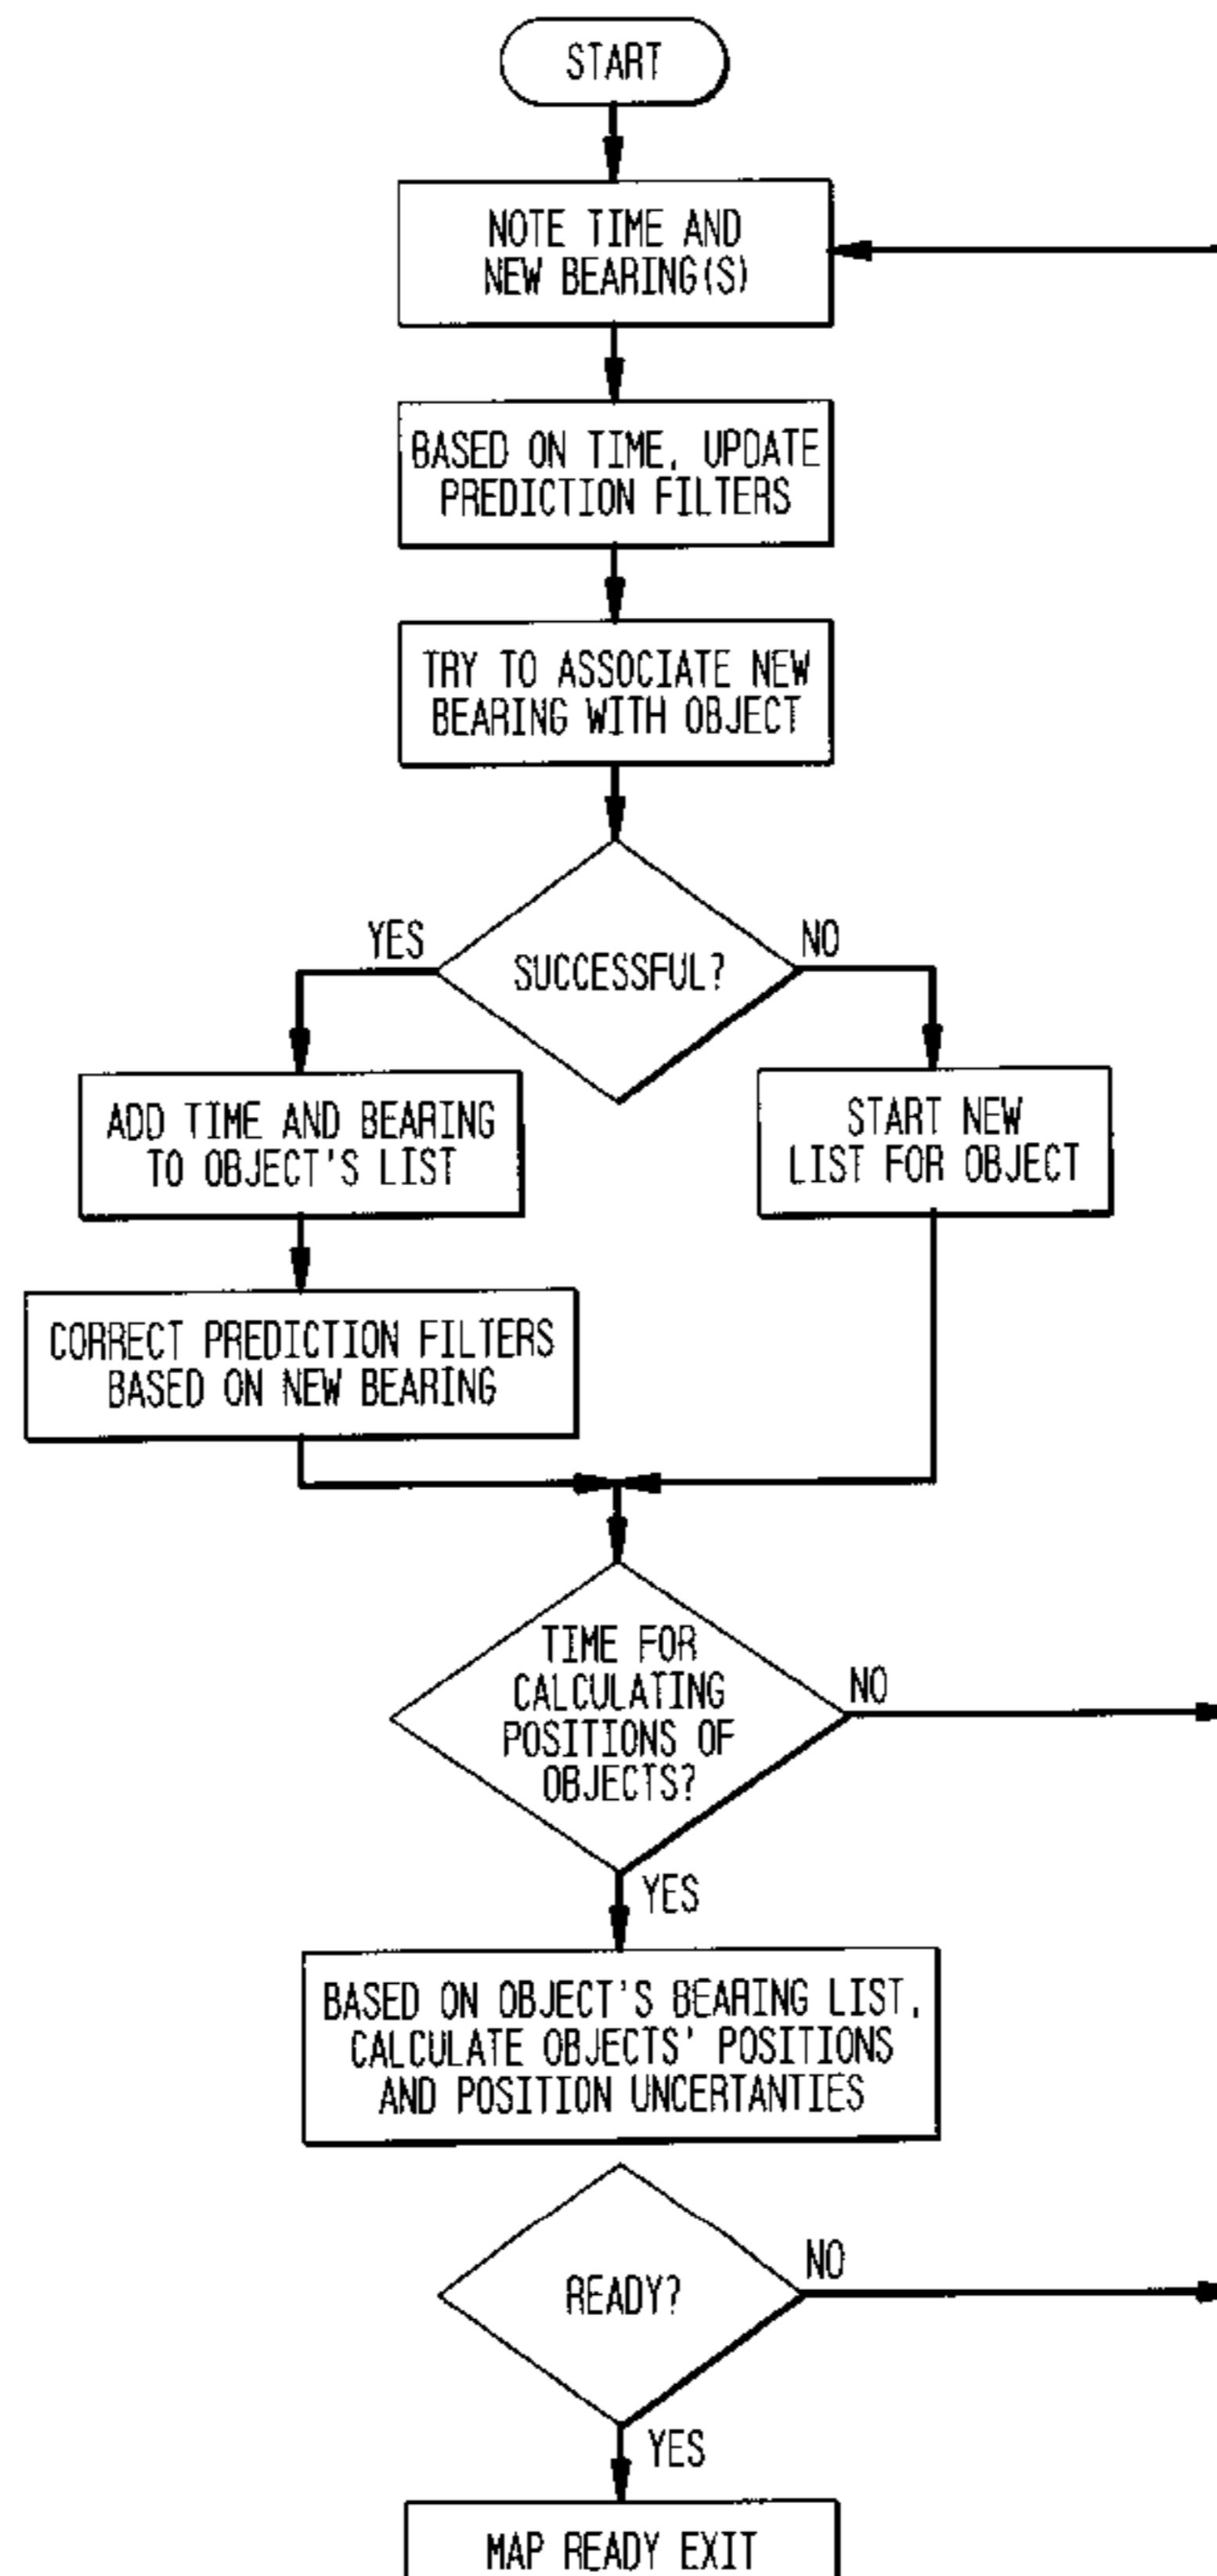 START
NOTE TIME AND
NEW BEARING(S)
BASED ON TIME, UPDATE
PREDICTION FILTERS
TRY TO ASSOCIATE NEW
BEARING WITH OBJECT
YES
NO
SUCCESSFUL?
ADD TIME AND BEARING
TO OBJECT'S LIST
START NEW
LIST FOR OBJECT
CORRECT PREDICTION FILTERS
BASED ON NEW BEARING
TIME FOR
CALCULATING
POSITIONS OF
OBJECTS?
NO
YES
BASED ON OBJECT'S BEARING LIST,
CALCULATE OBJECTS' POSITIONS
AND POSITION UNCERTANTIES
READY?
NO
YES
MAP READY EXIT